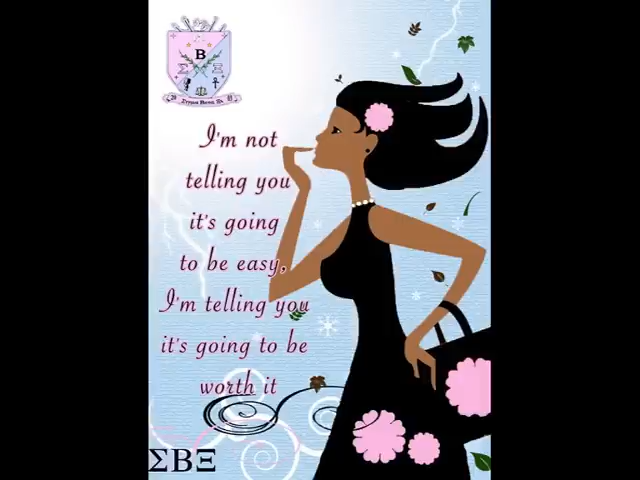 B
Σ Ξ
I'm not
telling you
it's going
to be easy,
I'm telling you
it's going to be
worth it
ΣΒΞ